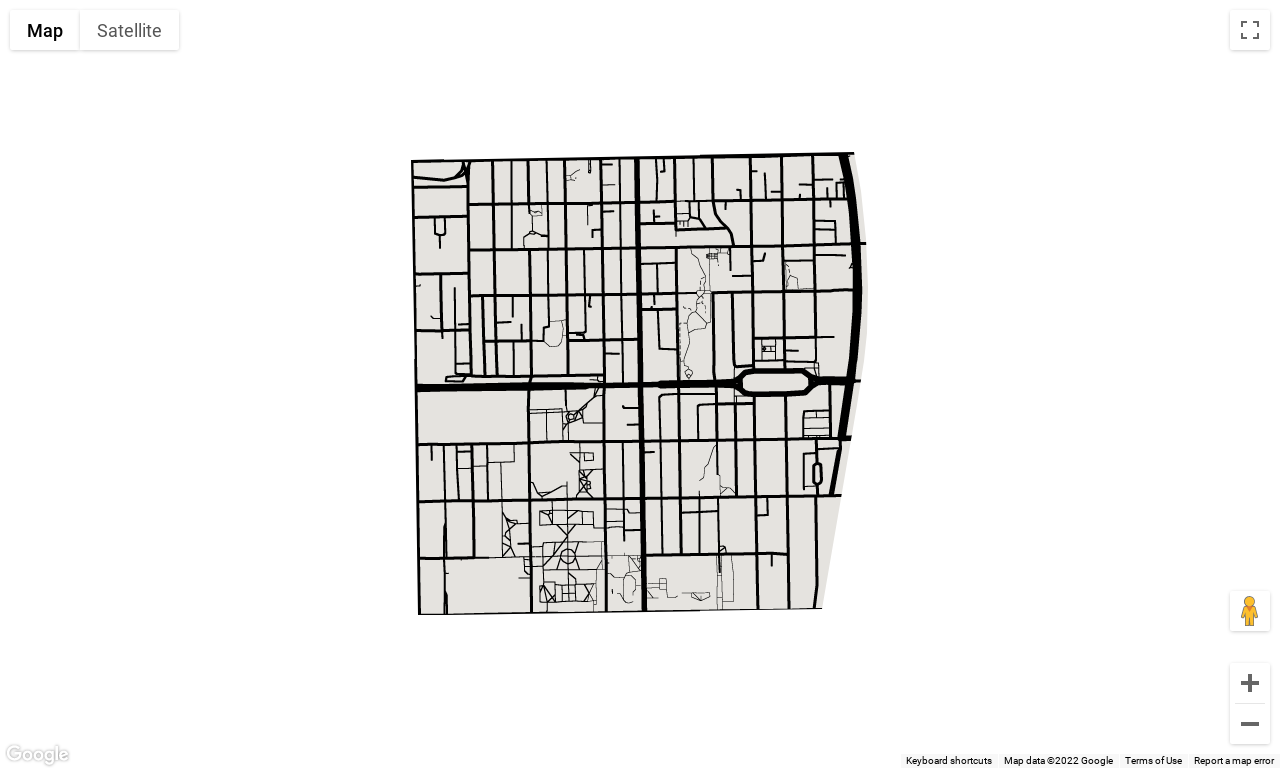 Map Satellite
Google
Keyboard shortcuts Map data ©2022 Google Terms of Use Report a map error